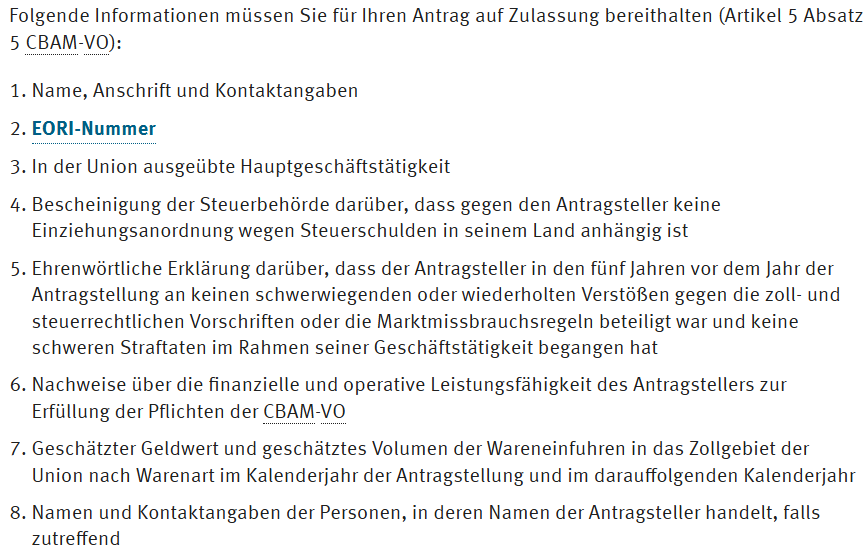 Folgende Informationen müssen Sie für Ihren Antrag auf Zulassung bereithalten (Artikel 5 Absatz
5 CBAM-VO):
1. Name, Anschrift und Kontaktangaben
2. EORI-Nummer
3. In der Union ausgeübte Hauptgeschäftstätigkeit
4. Bescheinigung der Steuerbehörde darüber, dass gegen den Antragsteller keine
Einziehungsanordnung wegen Steuerschulden in seinem Land anhängig ist
5. Ehrenwörtliche Erklärung darüber, dass der Antragsteller in den fünf Jahren vor dem Jahr der
Antragstellung an keinen schwerwiegenden oder wiederholten Verstößen gegen die zoll- und
steuerrechtlichen Vorschriften oder die Marktmissbrauchsregeln beteiligt war und keine
schweren Straftaten im Rahmen seiner Geschäftstätigkeit begangen hat
6. Nachweise über die finanzielle und operative Leistungsfähigkeit des Antragstellers zur
Erfüllung der Pflichten der CBAM-VO
7. Geschätzter Geldwert und geschätztes Volumen der Wareneinfuhren in das Zollgebiet der
Union nach Warenart im Kalenderjahr der Antragstellung und im darauffolgenden Kalenderjahr
8. Namen und Kontaktangaben der Personen, in deren Namen der Antragsteller handelt, falls
zutreffend